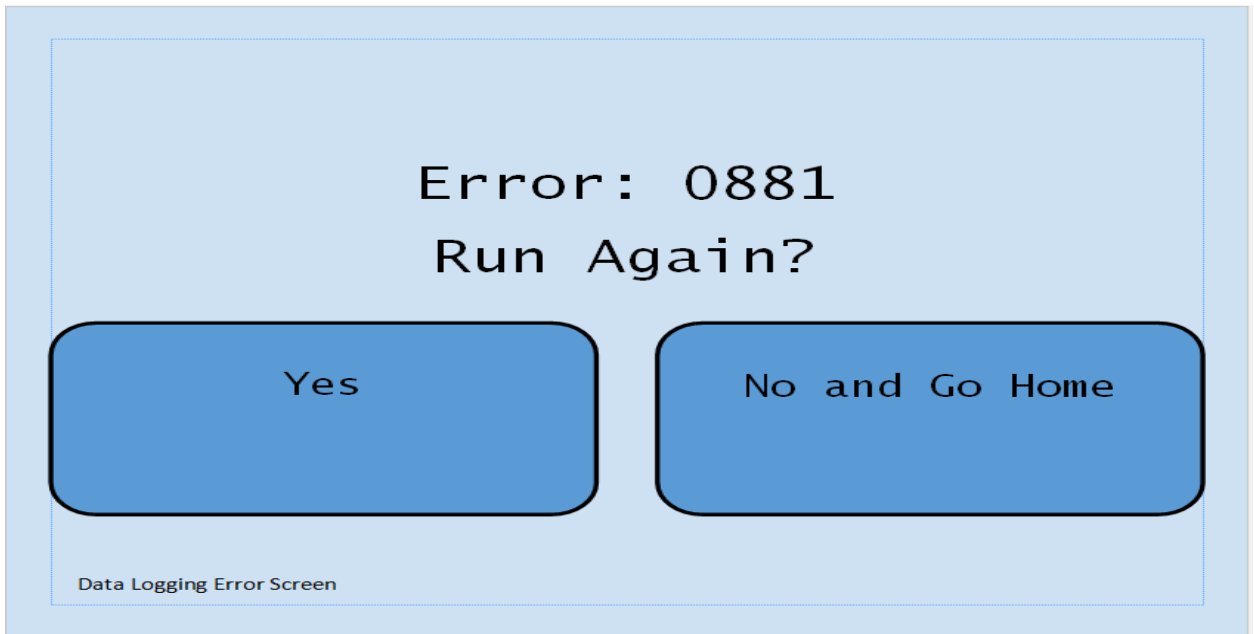 Error: 0881
Run Again?
Yes
No and Go Home
Data Logging Error Screen